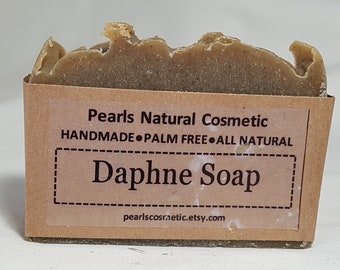 Pearls Natural Cosmetic
HANDMADE●PALM FREE●ALL NATURAL
Daphne Soap
pearlscosmetic.etsy.com